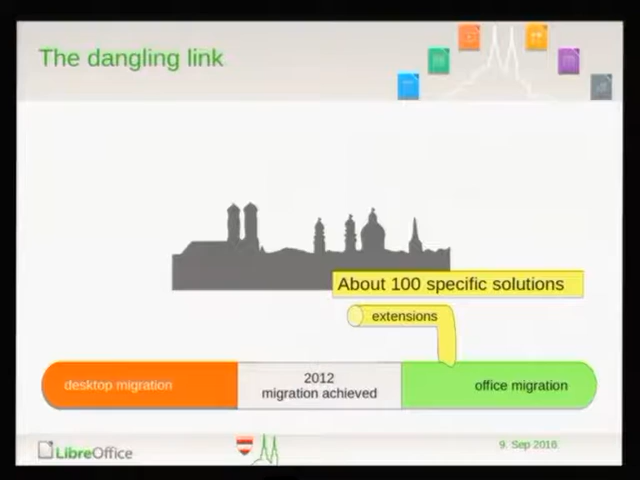 The dangling link
About 100 specific solutions
extensions
desktop migration
2012
migration achieved
office migration
LibreOffice
9. Sep 2016